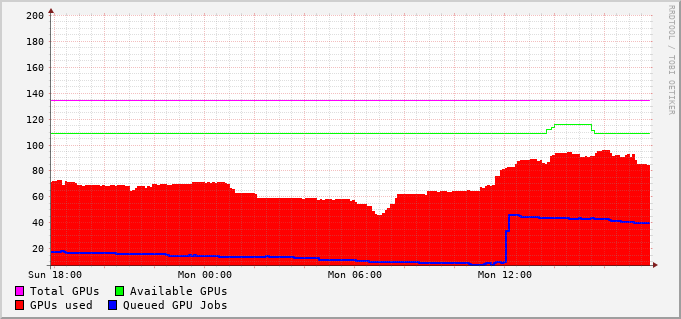 200
180
160
140
120
100
80
60
40
20
Sun 18:00 Mon 00:00 Mon 06:00 Mon 12:00
Total GPUs Available GPUs
GPUs used Queued GPU Jobs
RRDTOOL / TOBI OETIKER